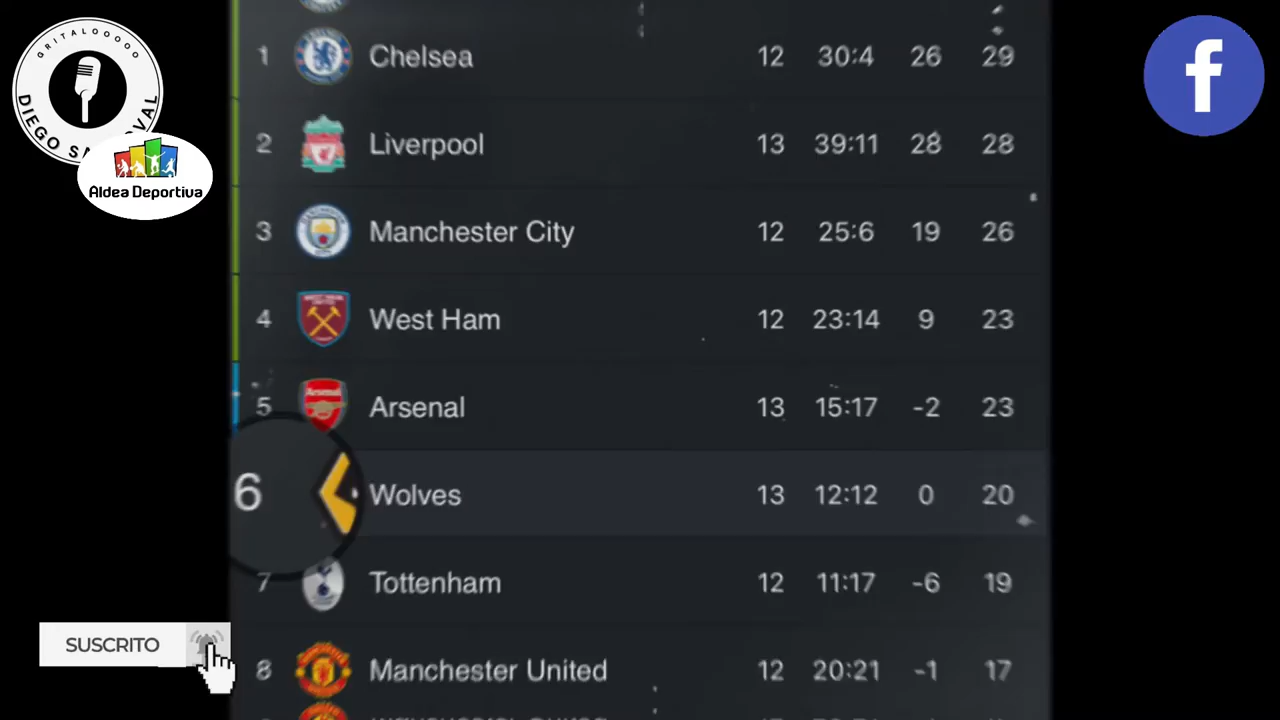 GRITALOOOOO
DIEGO
Aldea Deportiva
1 Chelsea 12 30:4 26 29
2 Liverpool 13 39:11 28 28
3 Manchester City 12 25:6 19 26
4 West Ham 12 23:14 9 23
5 Arsenal 13 15:17 -2 23
6 Wolves 13 12:12 0 20
7 Tottenham 12 11:17 -6 19
8 Manchester United 12 20:21 -1 17
SUSCRITO
f